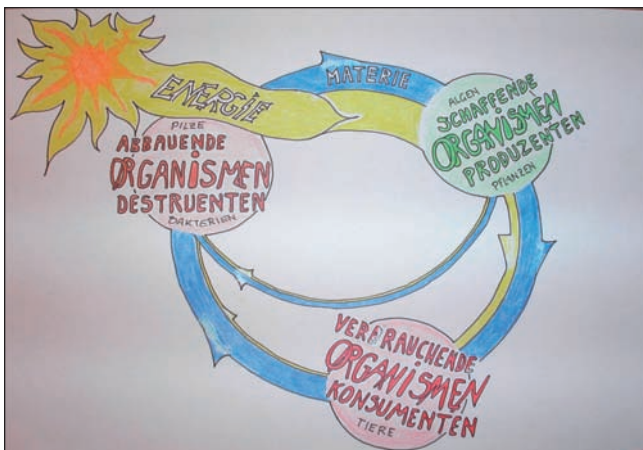 ENERGIE
MATERIE
ALGEN
SCHAFFENDE
ORGANISMEN
PRODUZENTEN
PFLANZEN
PILZE
ABBAUENDE
ORGANISMEN
DESTRUENTEN
BAKTERIEN
VERBRAUCHENDE
ORGANISMEN
KONSUMENTEN
TIERE